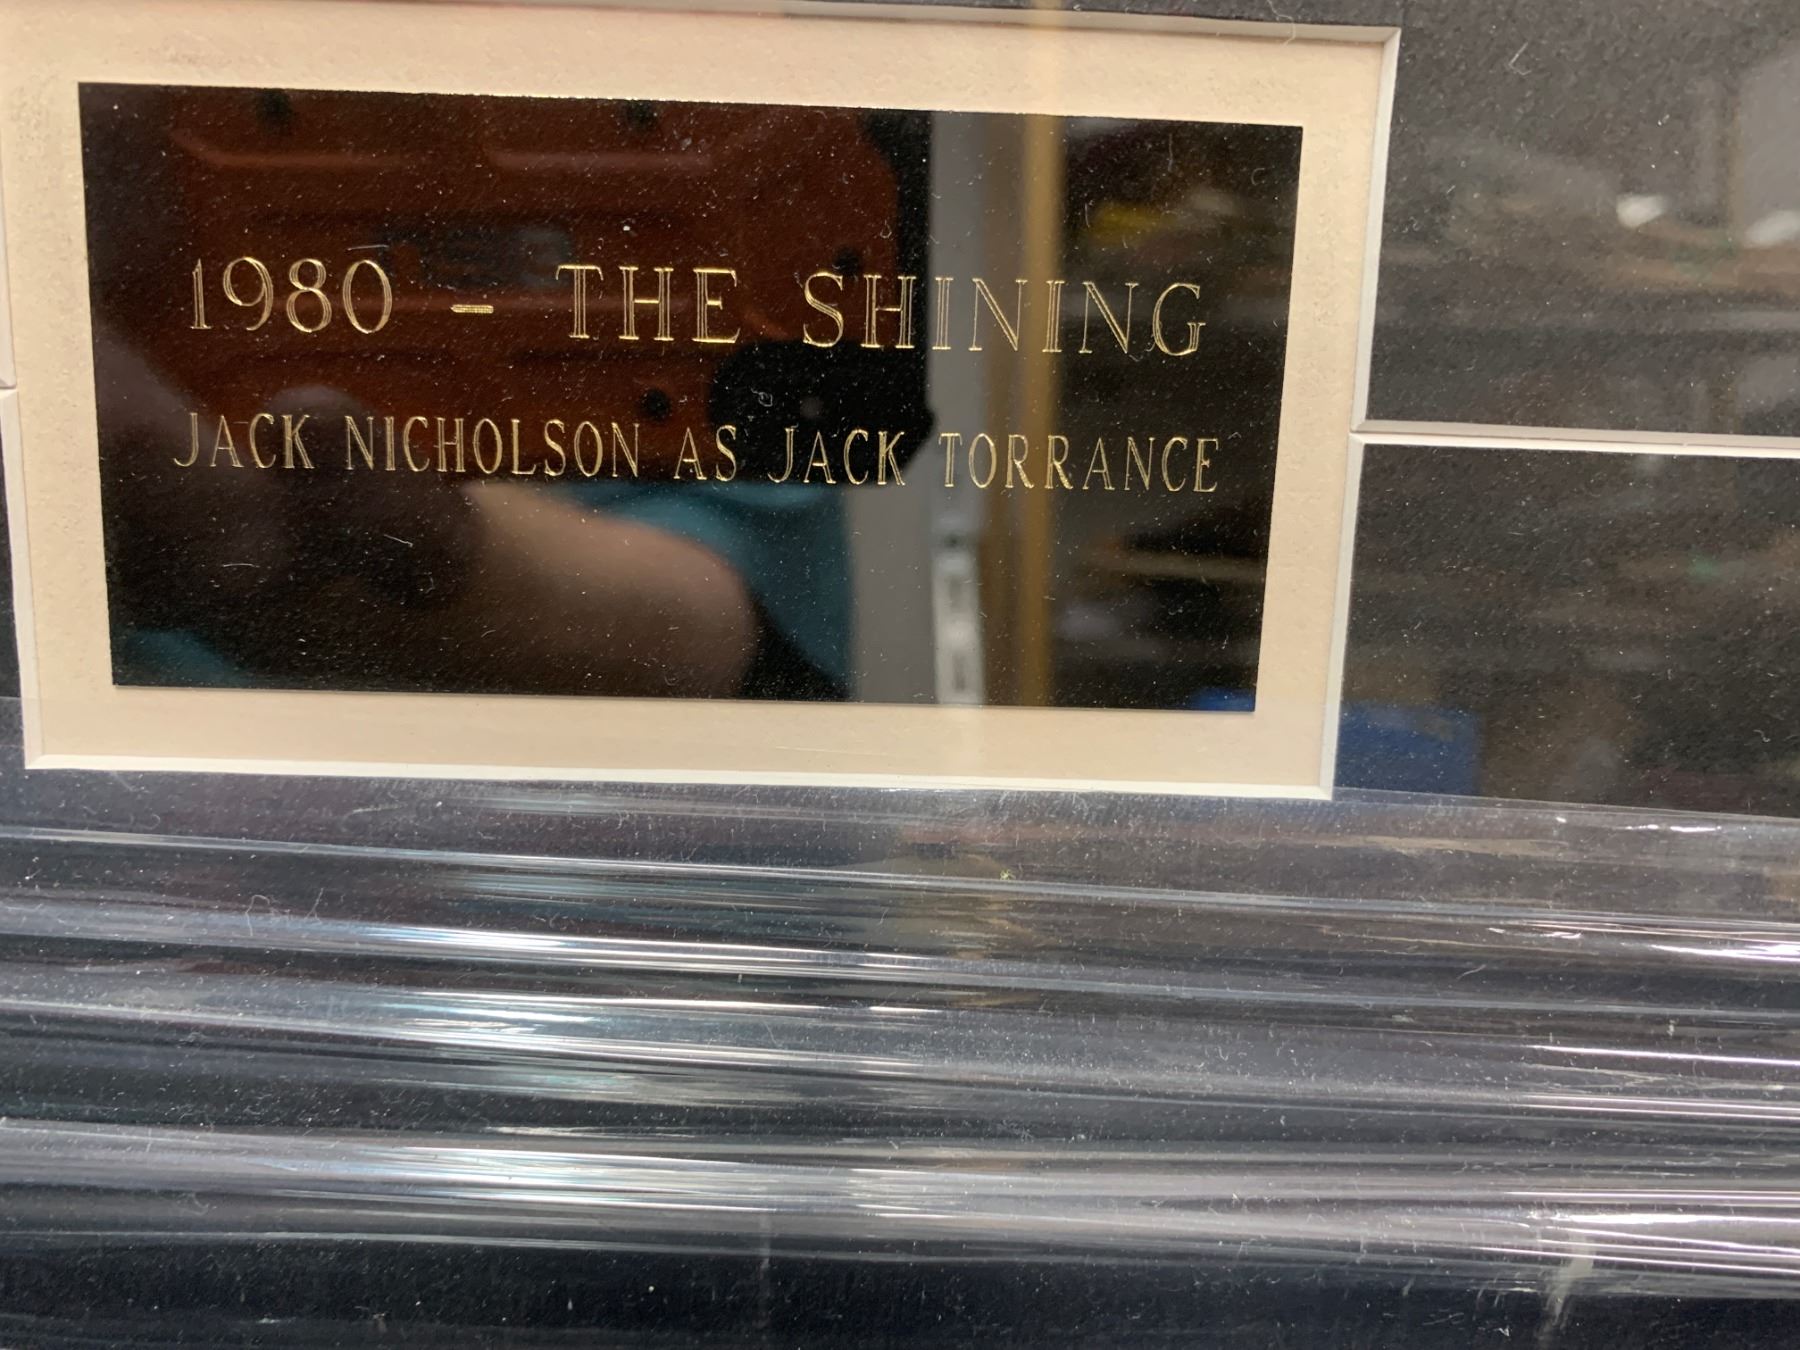 1980 - THE SHINING
JACK NICHOLSON AS JACK TORRANCE